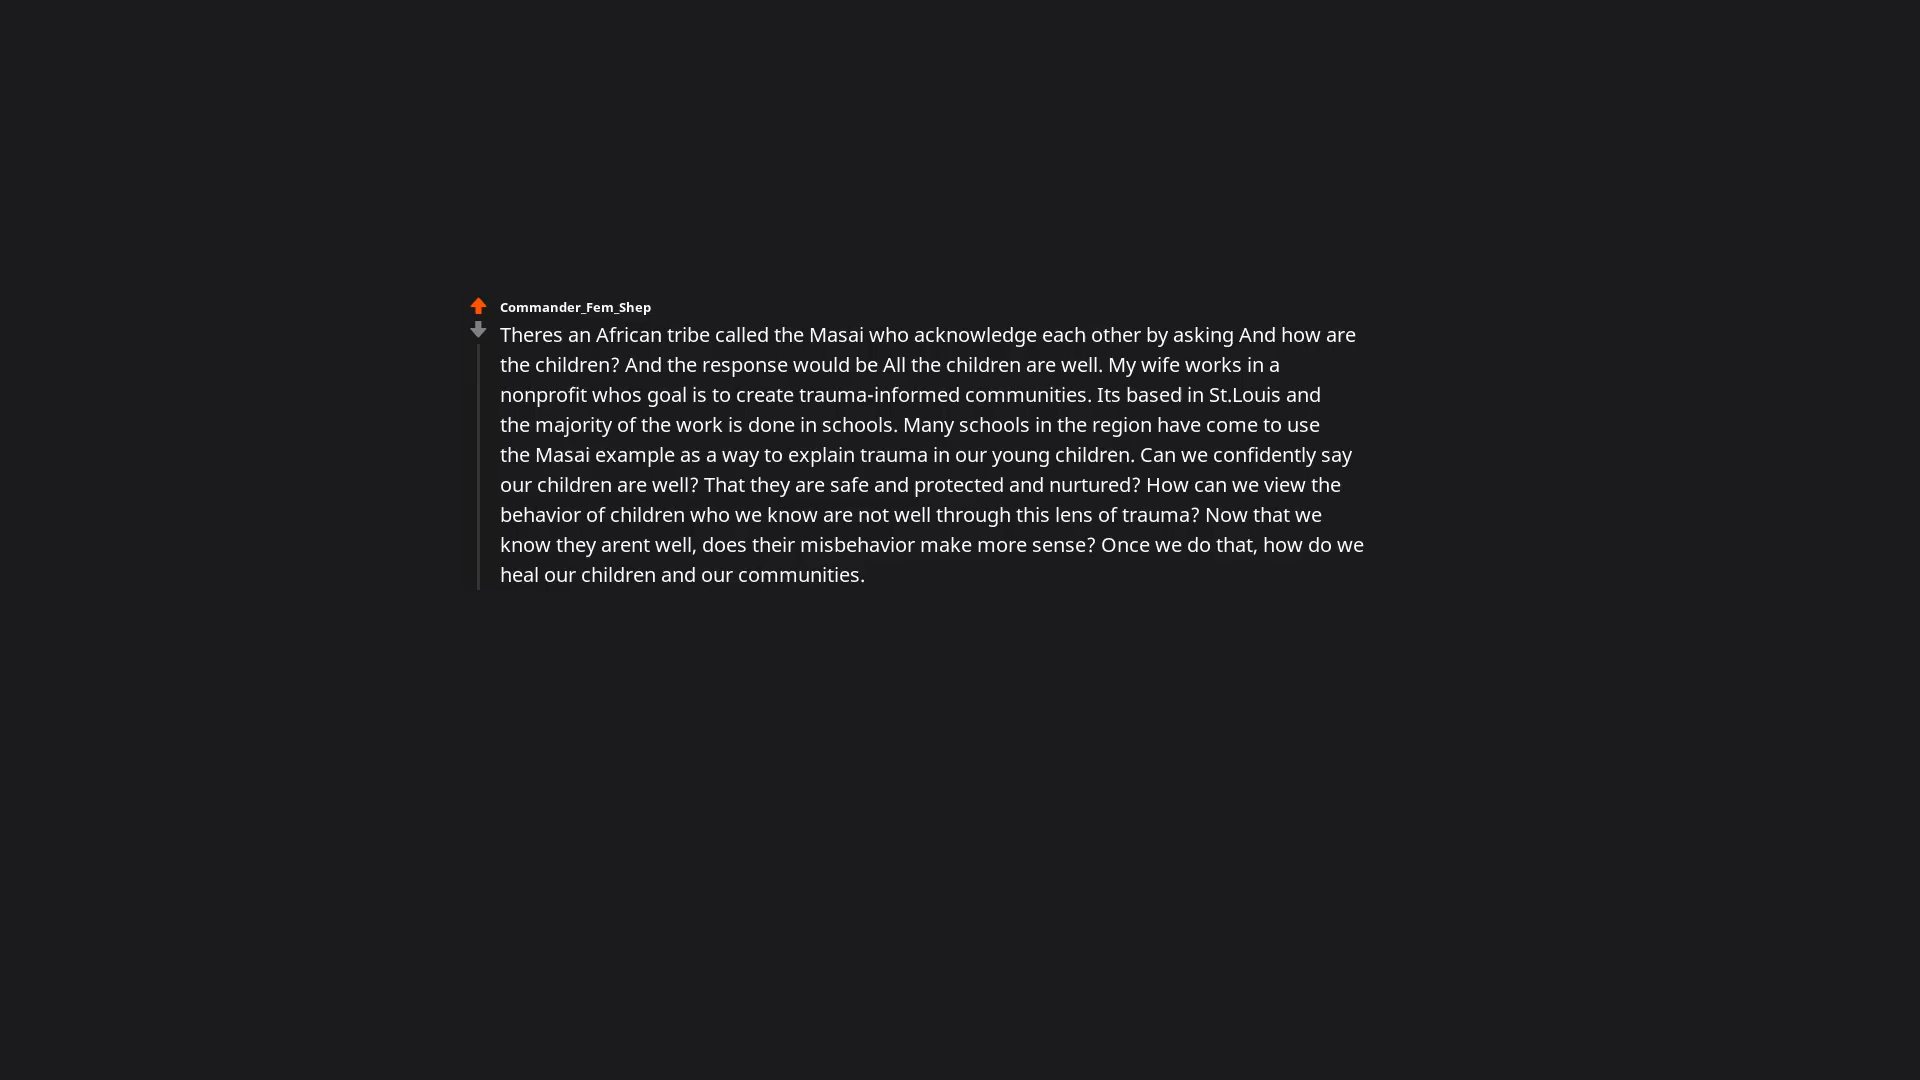 Commander_Fem_Shep
Theres an African tribe called the Masai who acknowledge each other by asking And how are
the children? And the response would be All the children are well. My wife works in a
nonprofit whos goal is to create trauma-informed communities. Its based in St.Louis and
the majority of the work is done in schools. Many schools in the region have come to use
the Masai example as a way to explain trauma in our young children. Can we confidently say
our children are well? That they are safe and protected and nurtured? How can we view the
behavior of children who we know are not well through this lens of trauma? Now that we
know they arent well, does their misbehavior make more sense? Once we do that, how do we
heal our children and our communities.